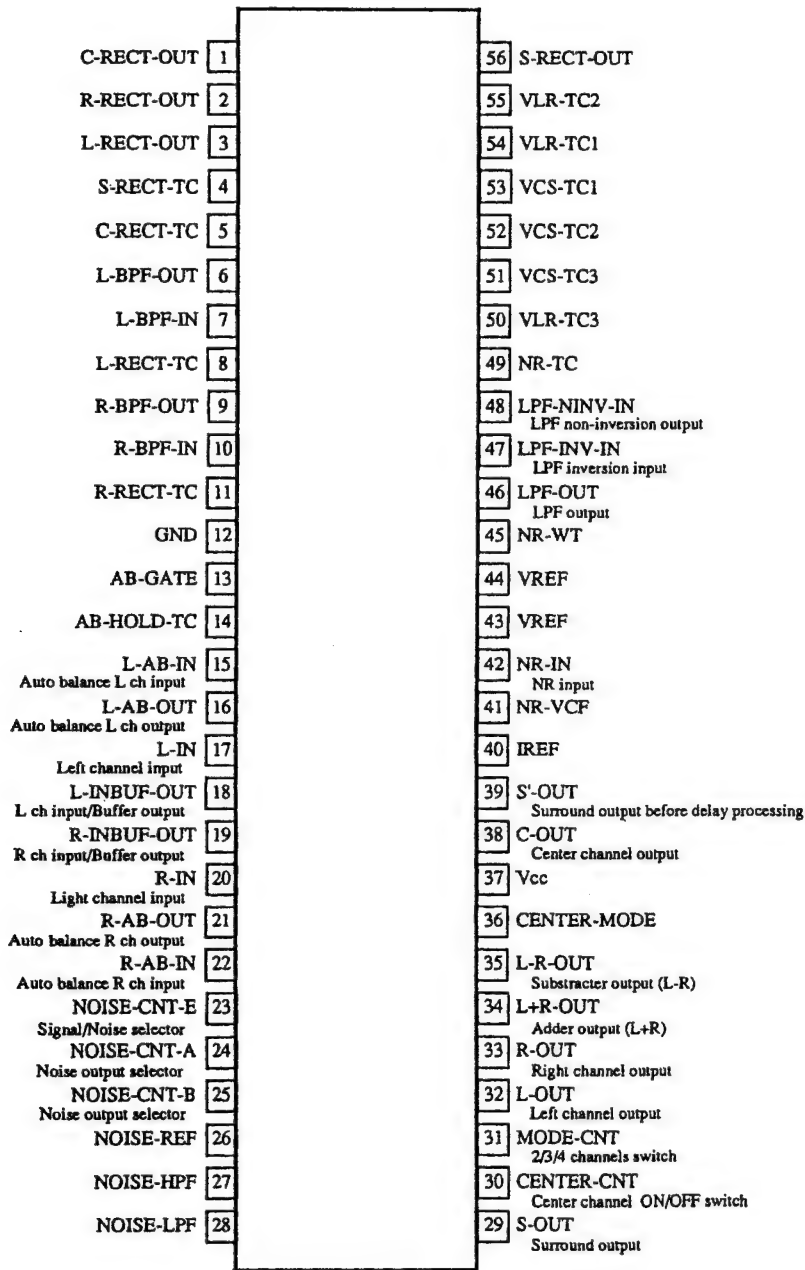 C-RECT-OUT 1
R-RECT-OUT 2
L-RECT-OUT 3
S-RECT-TC 4
C-RECT-TC 5
L-BPF-OUT 6
L-BPF-IN 7
L-RECT-TC 8
R-BPF-OUT 9
R-BPF-IN 10
R-RECT-TC 11
GND 12
AB-GATE 13
AB-HOLD-TC 14
L-AB-IN 15
Auto balance L ch input
L-AB-OUT 16
Auto balance L ch output
L-IN 17
Left channel input
L-INBUF-OUT 18
L ch input/Buffer output
R-INBUF-OUT 19
R ch input/Buffer output
R-IN 20
Light channel input
R-AB-OUT 21
Auto balance R ch output
R-AB-IN 22
Auto balance R ch input
NOISE-CNT-E 23
Signal/Noise selector
NOISE-CNT-A 24
Noise output selector
NOISE-CNT-B 25
Noise output selector
NOISE-REF 26
NOISE-HPF 27
NOISE-LPF 28
56 S-RECT-OUT
55 VLR-TC2
54 VLR-TC1
53 VCS-TC1
52 VCS-TC2
51 VCS-TC3
50 VLR-TC3
49 NR-TC
48 LPF-NINV-IN
LPF non-inversion output
47 LPF-INV-IN
LPF inversion input
46 LPF-OUT
LPF output
45 NR-WT
44 VREF
43 VREF
42 NR-IN
NR input
41 NR-VCF
40 IREF
39 S'-OUT
Surround output before delay processing
38 C-OUT
Center channel output
37 Vcc
36 CENTER-MODE
35 L-R-OUT
Substracter output (L-R)
34 L+R-OUT
Adder output (L+R)
33 R-OUT
Right channel output
32 L-OUT
Left channel output
31 MODE-CNT
2/3/4 channels switch
30 CENTER-CNT
Center channel ON/OFF switch
29 S-OUT
Surround output